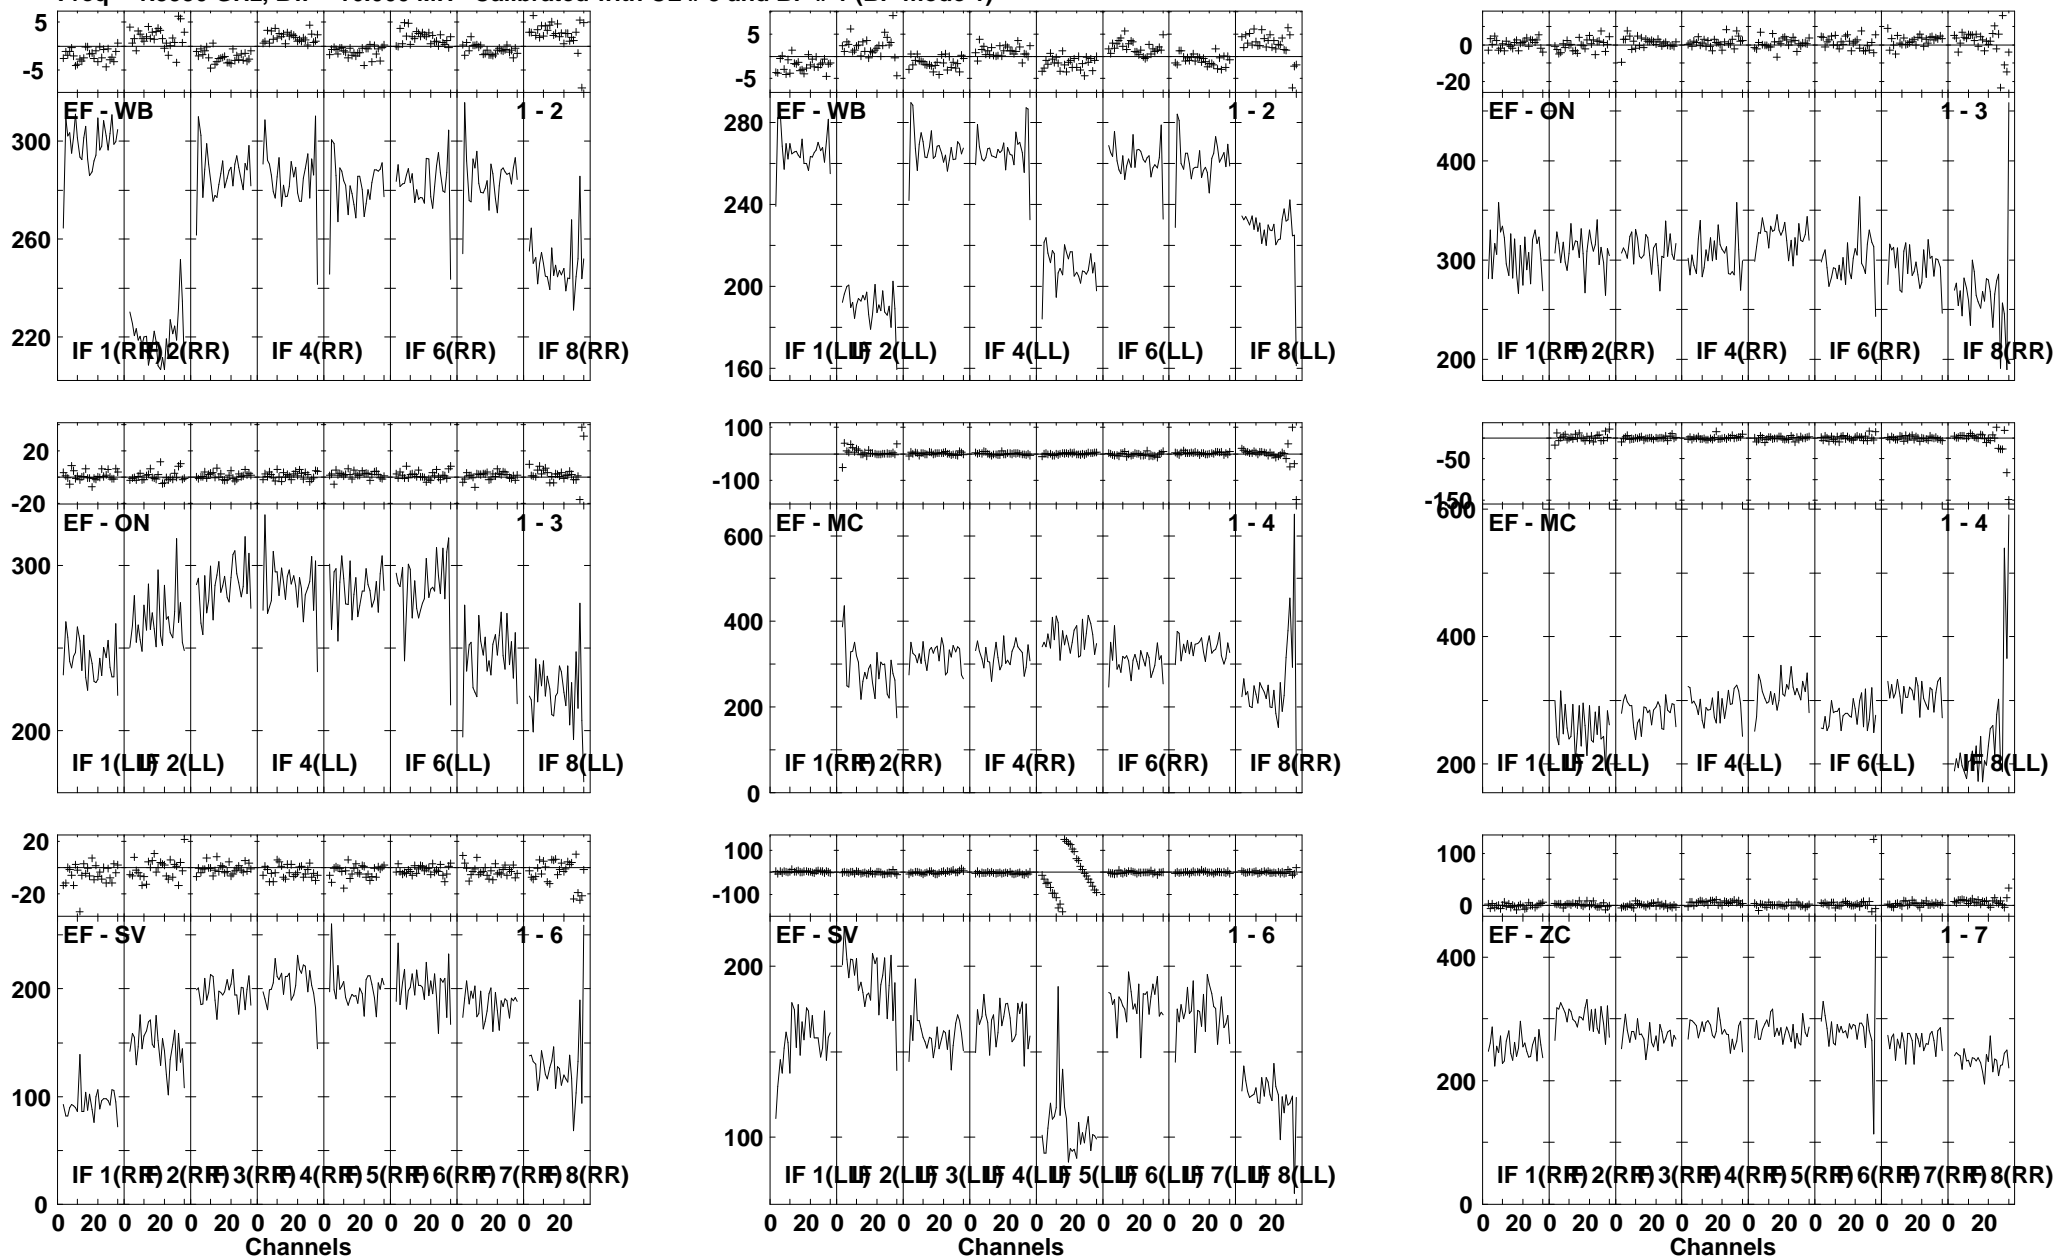 5
-5
EF - WB
1 - 2
300
260
220
IF 1(RR)
IF 2(RR)
IF 4(RR)
IF 6(RR)
IF 8(RR)
5
-5
EF - WB
1 - 2
280
240
200
160
IF 1(LL)
IF 2(LL)
IF 4(LL)
IF 6(LL)
IF 8(LL)
0
-20
EF - ON
1 - 3
400
300
200
IF 1(RR)
IF 2(RR)
IF 4(RR)
IF 6(RR)
IF 8(RR)
20
-20
EF - ON
1 - 3
300
200
IF 1(LL)
IF 2(LL)
IF 4(LL)
IF 6(LL)
IF 8(LL)
100
-100
EF - MC
1 - 4
600
400
200
0
IF 1(RR)
IF 2(RR)
IF 4(RR)
IF 6(RR)
IF 8(RR)
-50
-150
EF - MC
1 - 4
600
400
200
IF 1(LL)
IF 2(LL)
IF 4(LL)
IF 6(LL)
IF 8(LL)
20
-20
EF - SV
1 - 6
200
100
0
IF 1(RR)
IF 2(RR)
IF 3(RR)
IF 4(RR)
IF 5(RR)
IF 6(RR)
IF 7(RR)
IF 8(RR)
0 20 0 20 0 20 0 20 0 20 0 20 0 20 0 20
Channels
100
-100
EF - SV
1 - 6
200
100
IF 1(LL)
IF 2(LL)
IF 3(LL)
IF 4(LL)
IF 5(LL)
IF 6(LL)
IF 7(LL)
IF 8(LL)
0 20 0 20 0 20 0 20 0 20 0 20 0 20 0 20
Channels
100
0
EF - ZC
1 - 7
400
200
0
IF 1(RR)
IF 2(RR)
IF 3(RR)
IF 4(RR)
IF 5(RR)
IF 6(RR)
IF 7(RR)
IF 8(RR)
0 20 0 20 0 20 0 20 0 20 0 20 0 20 0 20
Channels